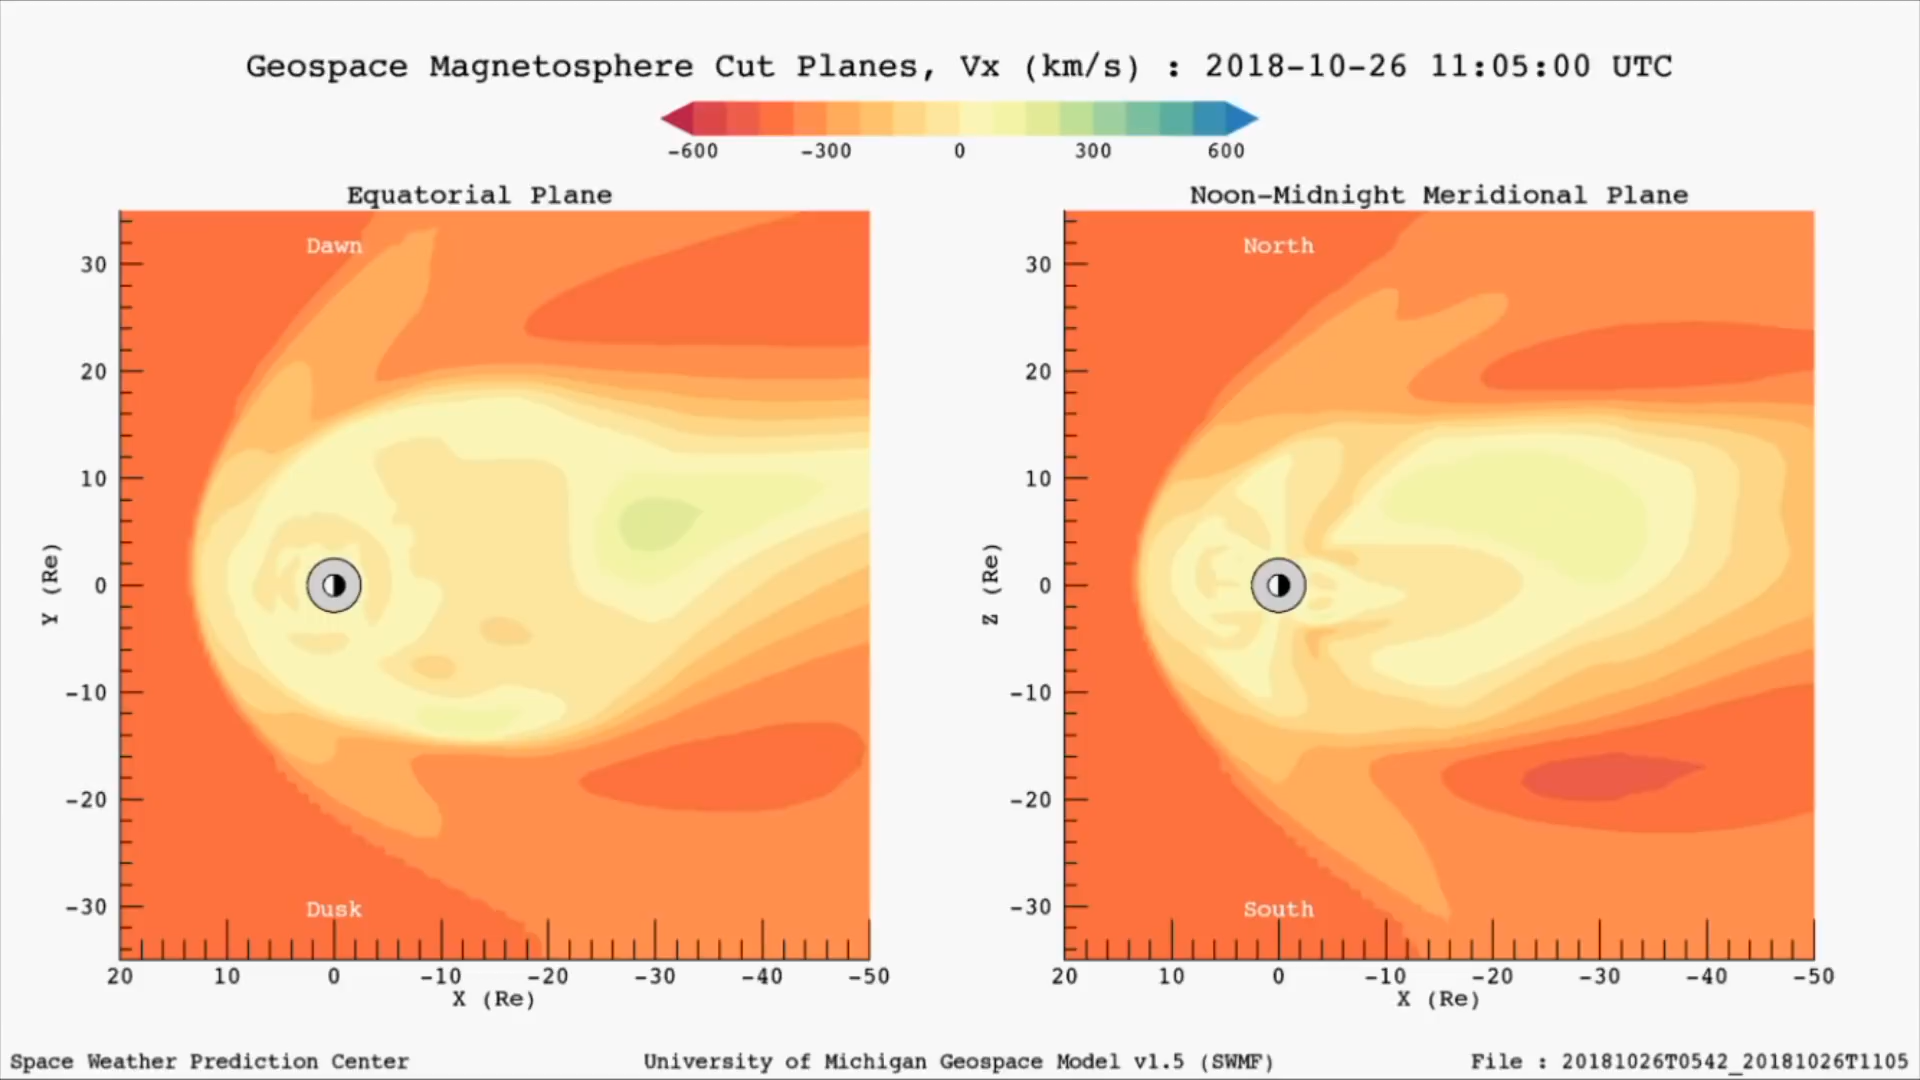 Geospace Magnetosphere Cut Planes, Vx (km/s) : 2018-10-26 11:05:00 UTC
-600 -300 0 300 600
Equatorial Plane
Dawn
30
20
10
0
-10
-20
-30
Y (Re)
Dusk
20 10 0 -10 -20 -30 -40 -50
X (Re)
Noon-Midnight Meridional Plane
North
30
20
10
0
-10
-20
-30
Z (Re)
South
20 10 0 -10 -20 -30 -40 -50
X (Re)
Space Weather Prediction Center
University of Michigan Geospace Model v1.5 (SWMF)
File : 20181026T0542_20181026T1105